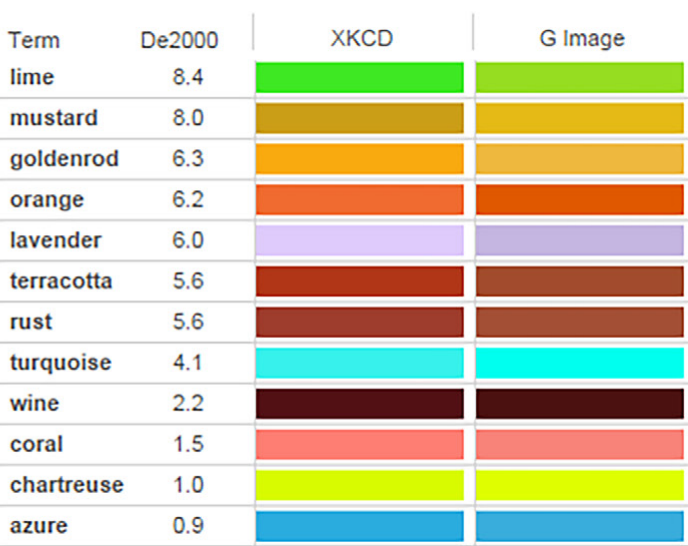 Term De2000 XKCD G Image
lime 8.4
mustard 8.0
goldenrod 6.3
orange 6.2
lavender 6.0
terracotta 5.6
rust 5.6
turquoise 4.1
wine 2.2
coral 1.5
chartreuse 1.0
azure 0.9